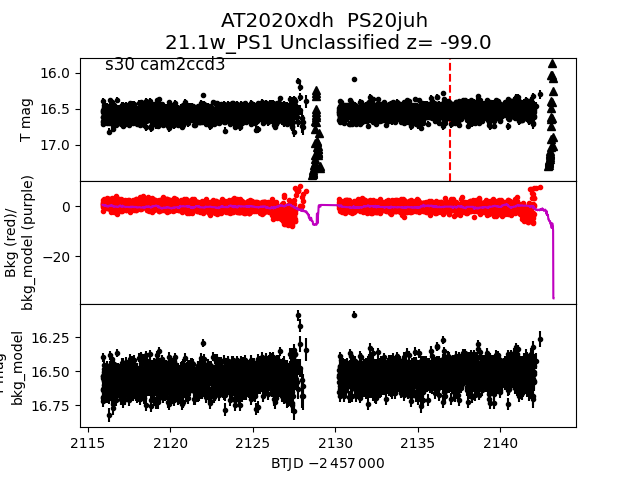 AT2020xdh PS20juh
21.1w_PS1 Unclassified z= -99.0
s30 cam2ccd3
16.0
16.5
17.0
T mag
0
−20
Bkg (red)/
bkg_model (purple)
16.25
16.50
16.75
mag
bkg_model
2115 2120 2125 2130 2135 2140
BTJD −2 457 000